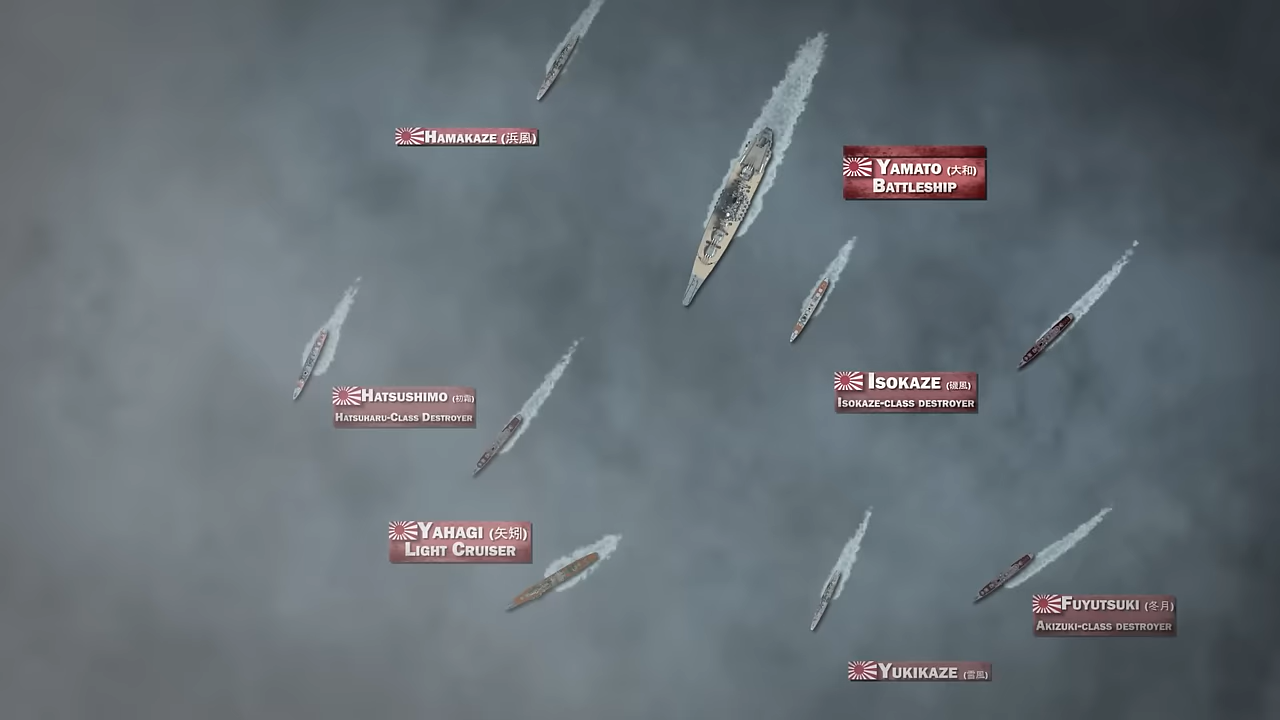 HAMAKAZE (浜風)
YAMATO (大和)
BATTLESHIP
ISOKAZE (磯風)
ISOKAZE-CLASS DESTROYER
HATSUSHIMO (初霜)
HATSUHARU-CLASS DESTROYER
YAHAGI (矢矧)
LIGHT CRUISER
FUYUTSUKI (冬月)
AKIZUKI-CLASS DESTROYER
YUKIKAZE (雪風)